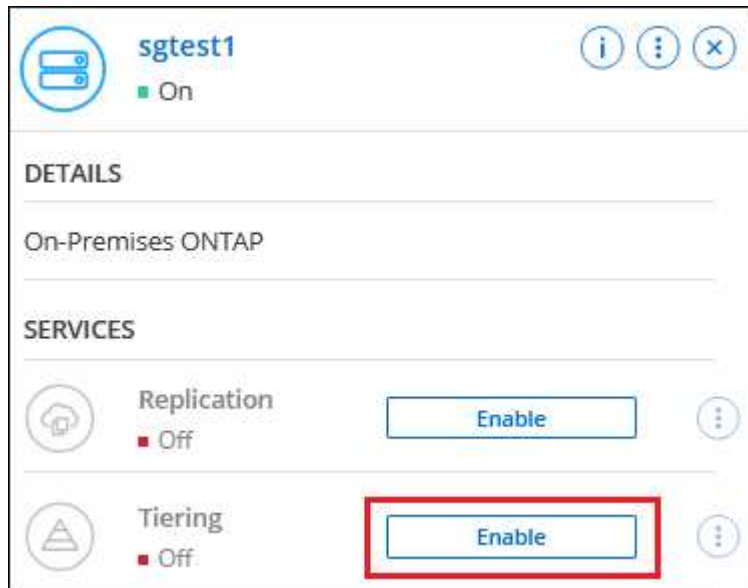 sgtest1
On
DETAILS
On-Premises ONTAP
SERVICES
Replication
Off
Enable
Tiering
Off
Enable